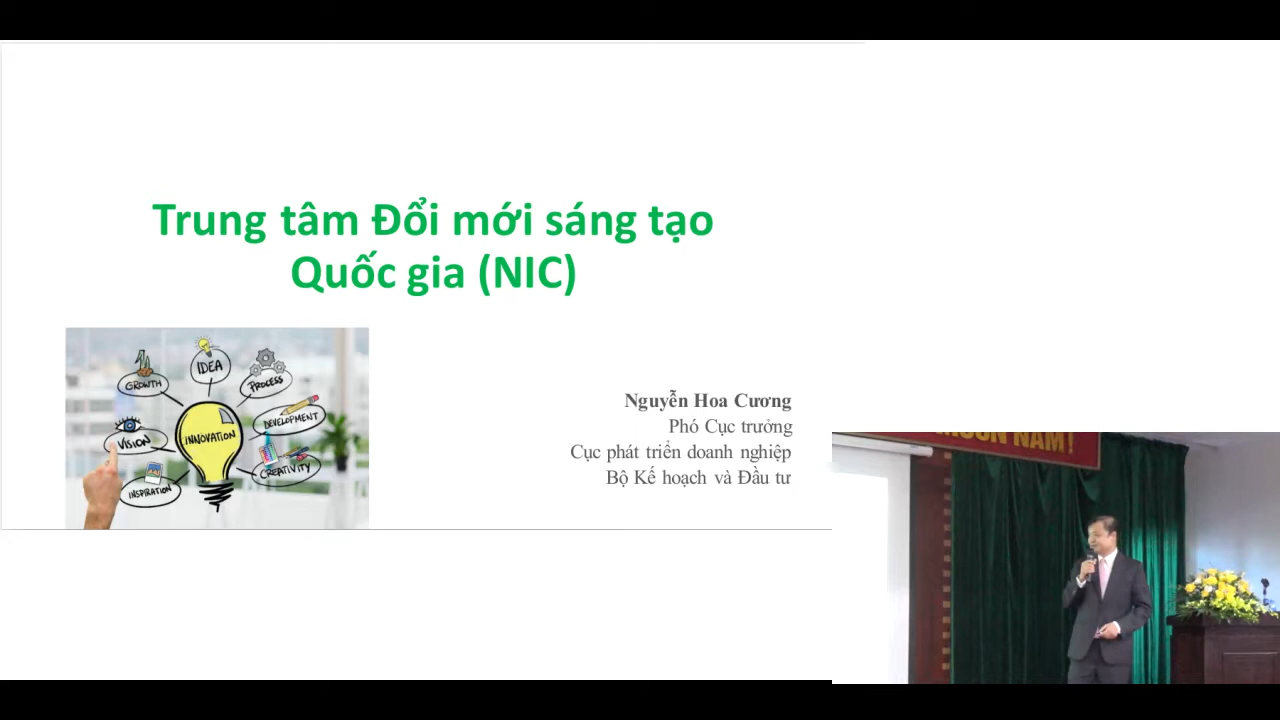 Trung tâm Đổi mới sáng tạo
Quốc gia (NIC)
IDEA
GROWTH
PROCESS
INNOVATION
DEVELOPMENT
VISION
CREATIVITY
INSPIRATION
Nguyễn Hoa Cương
Phó Cục trưởng
Cục phát triển doanh nghiệp
Bộ Kế hoạch và Đầu tư
NĂM!